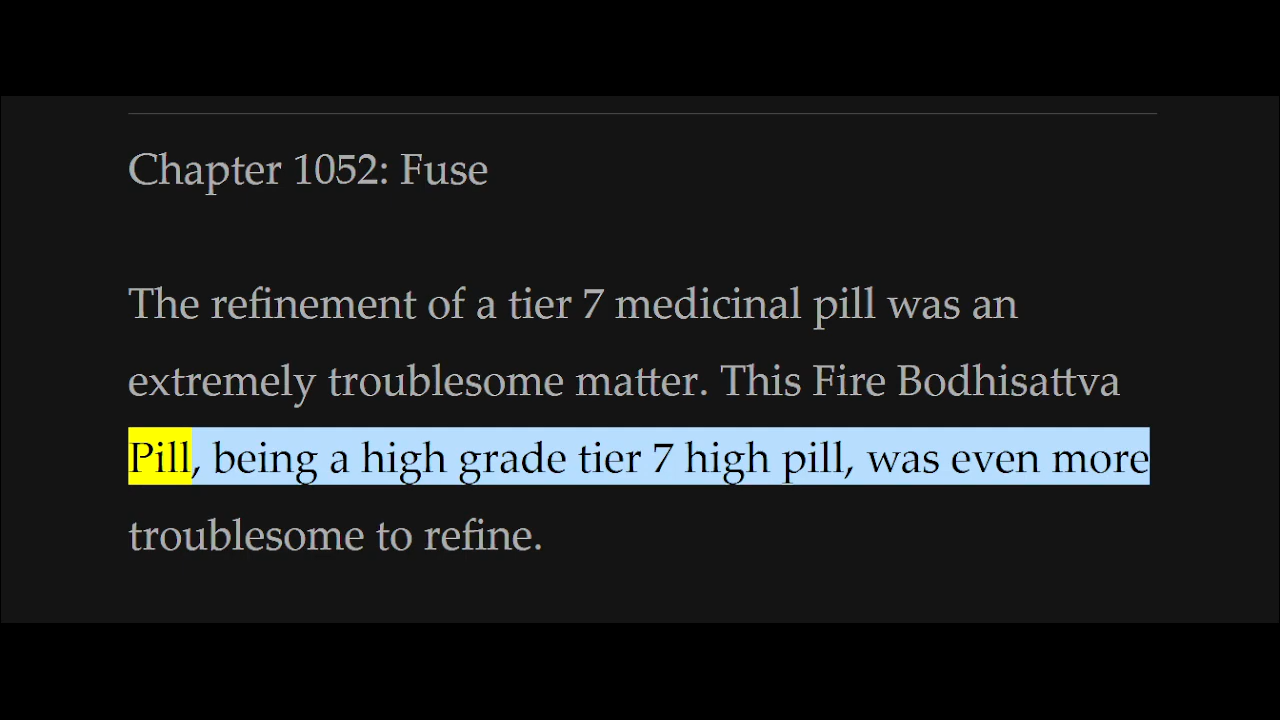 Chapter 1052: Fuse
The refinement of a tier 7 medicinal pill was an
extremely troublesome matter. This Fire Bodhisattva
Pill, being a high grade tier 7 high pill, was even more
troublesome to refine.